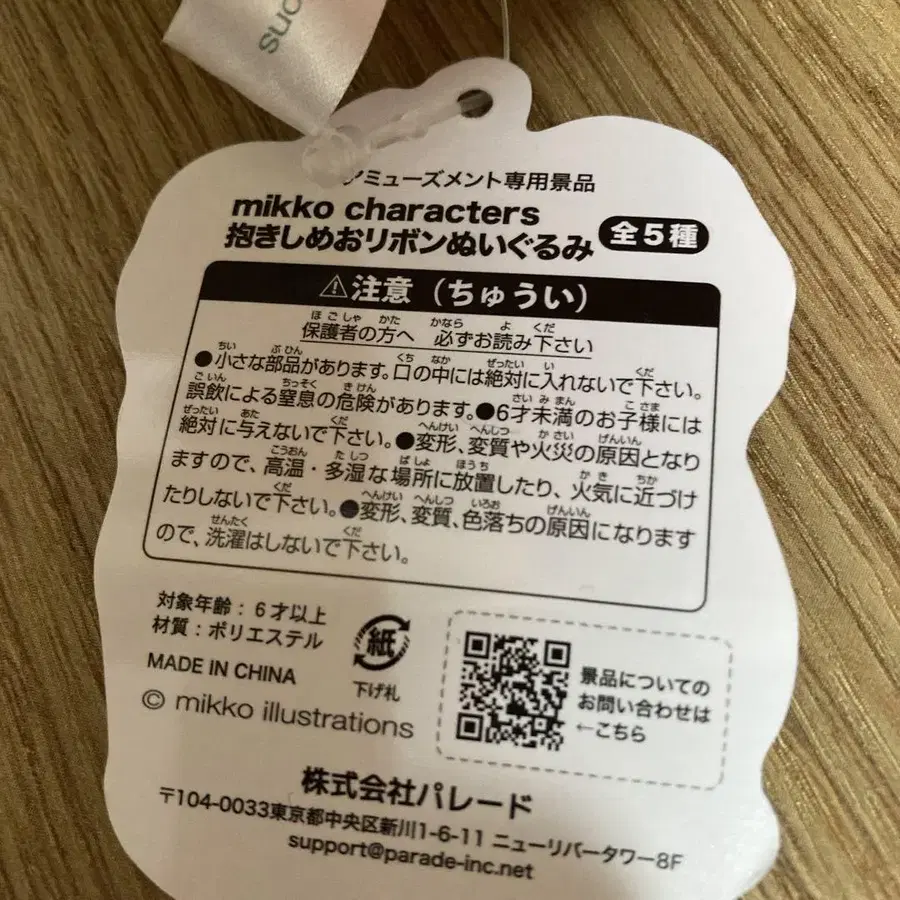 アミューズメント専用景品
mikko characters
抱きしめおリボンぬいぐるみ 全5種
⚠注意（ちゅうい）
保護者の方へ 必ずお読み下さい
●小さな部品があります。口の中には絶対に入れないで下さい。
誤飲による窒息の危険があります。●6才未満のお子様には
絶対に与えないで下さい。●変形、変質や火災の原因となり
ますので、高温・多湿な場所に放置したり、火気に近づけ
たりしないで下さい。●変形、変質、色落ちの原因になります
ので、洗濯はしないで下さい。
対象年齢：6才以上
材質：ポリエステル
MADE IN CHINA
© mikko illustrations
紙
下げ札
景品についての
お問い合わせは
←こちら
株式会社パレード
〒104-0033東京都中央区新川1-6-11 ニューリバータワー8F
support@parade-inc.net